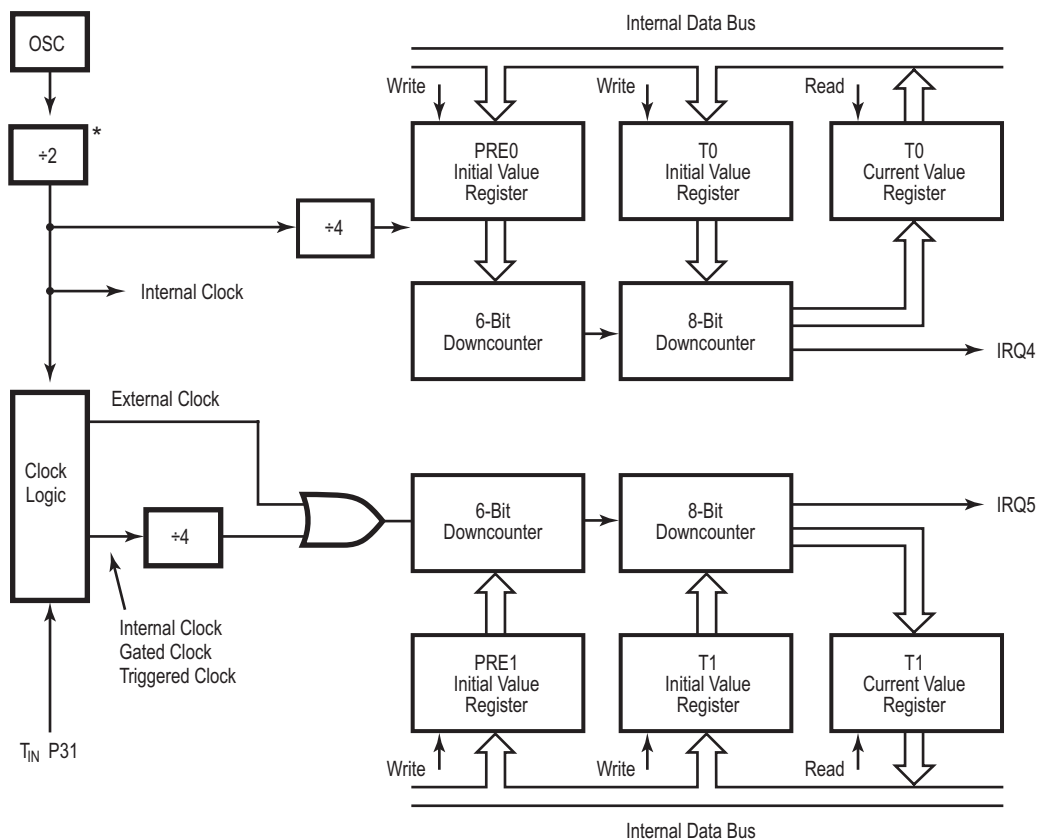 Internal Data Bus
OSC
Write
Write
Read
÷2
*
PRE0
Initial Value
Register
T0
Initial Value
Register
T0
Current Value
Register
÷4
Internal Clock
6-Bit
Downcounter
8-Bit
Downcounter
IRQ4
External Clock
Clock
Logic
÷4
6-Bit
Downcounter
8-Bit
Downcounter
IRQ5
Internal Clock
Gated Clock
Triggered Clock
PRE1
Initial Value
Register
T1
Initial Value
Register
T1
Current Value
Register
TIN P31
Write
Write
Read
Internal Data Bus